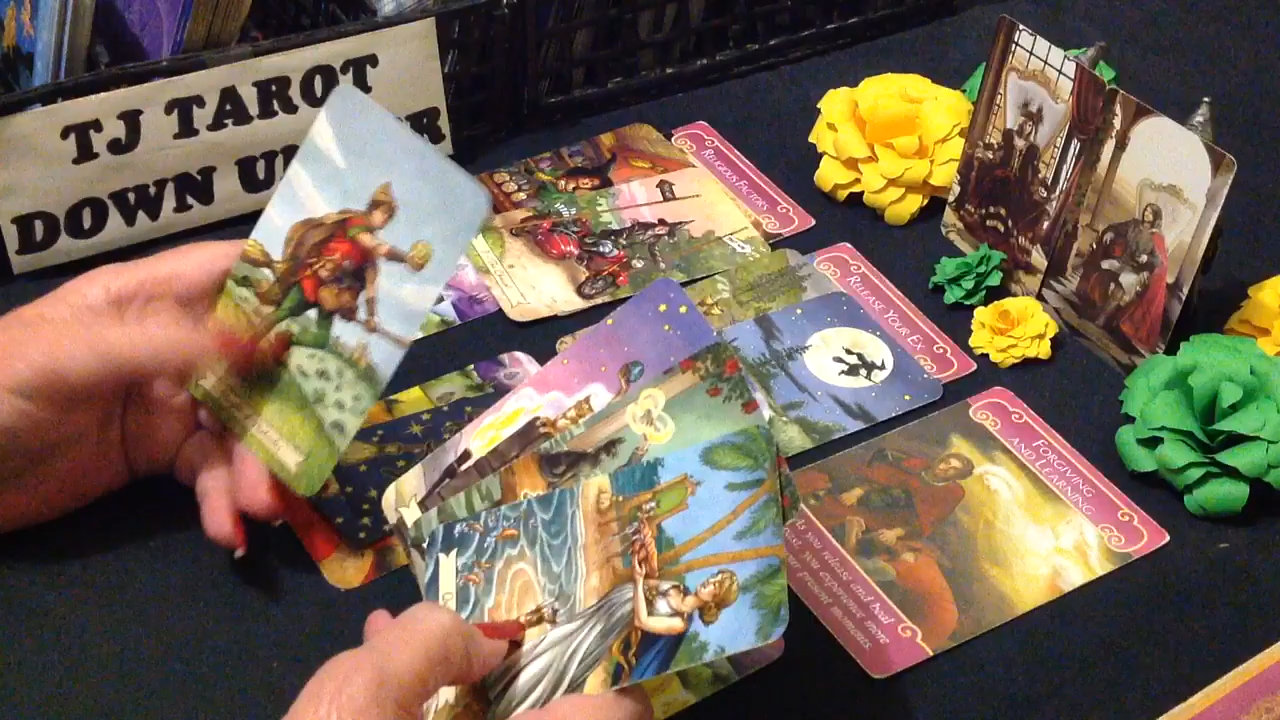 TJ TAROT
DOWN
RELIGIOUS FACTORS
RELEASE YOUR EX
FORGIVING
AND LEARNING
As you release and heal
you experience more
present moments.